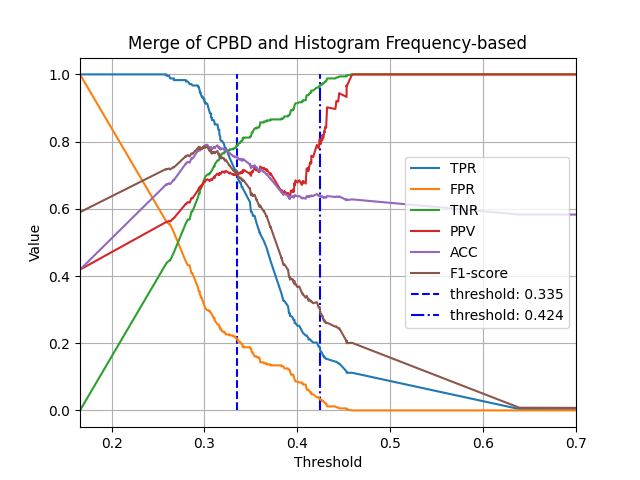 Merge of CPBD and Histogram Frequency-based
1.0
0.8
0.6
0.4
0.2
0.0
Value
TPR
FPR
TNR
PPV
ACC
F1-score
threshold: 0.335
threshold: 0.424
0.2 0.3 0.4 0.5 0.6 0.7
Threshold